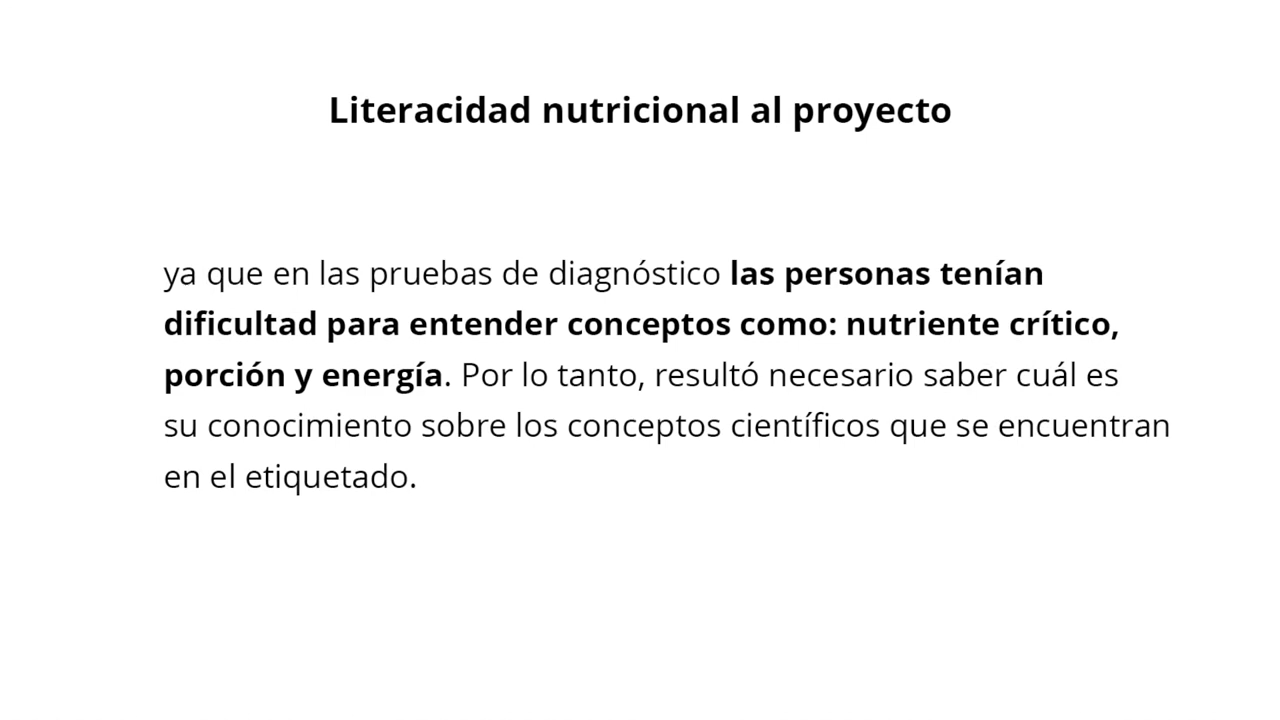 Literacidad nutricional al proyecto
ya que en las pruebas de diagnóstico las personas tenían
dificultad para entender conceptos como: nutriente crítico,
porción y energía. Por lo tanto, resultó necesario saber cuál es
su conocimiento sobre los conceptos científicos que se encuentran
en el etiquetado.